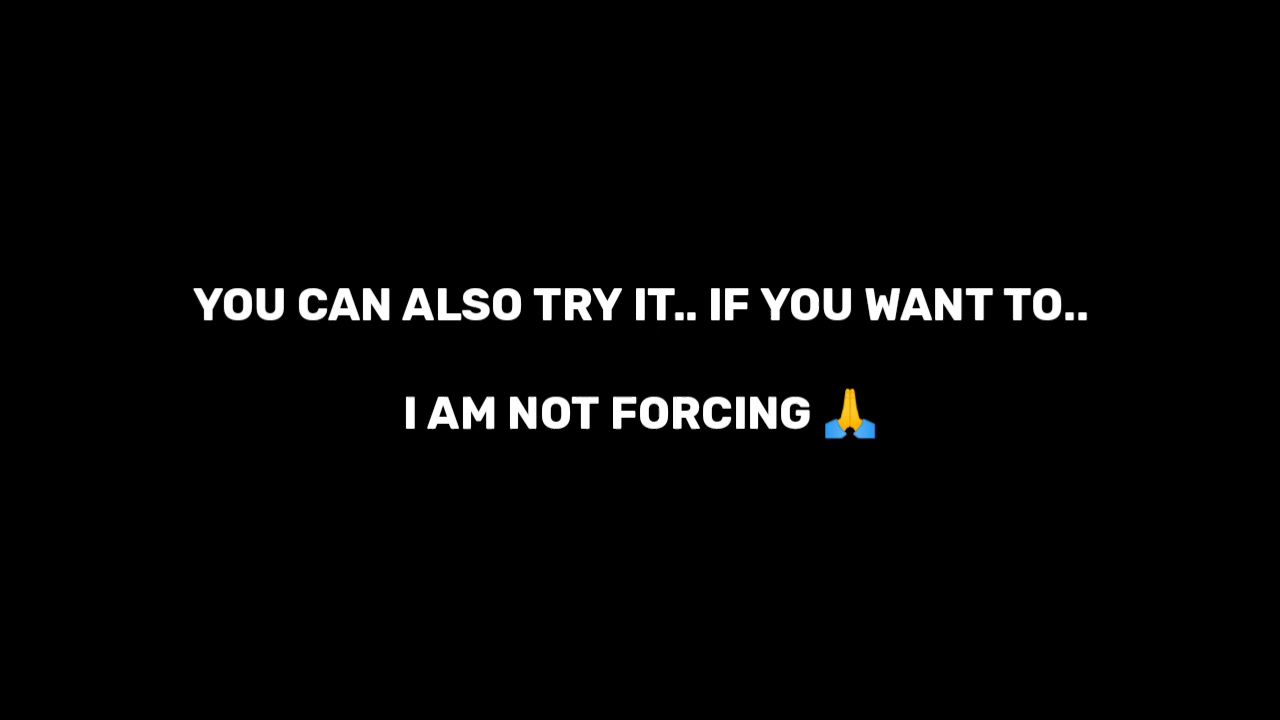 YOU CAN ALSO TRY IT.. IF YOU WANT TO..
I AM NOT FORCING 🙏